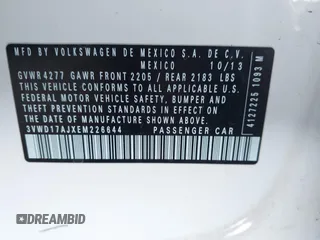 MFD BY VOLKSWAGEN DE MEXICO S.A. DE C.V.
MEXICO 10/13
GVWR 4277 GAWR FRONT 2205 / REAR 2183 LBS
THIS VEHICLE CONFORMS TO ALL APPLICABLE
FEDERAL MOTOR VEHICLE SAFETY, BUMPER AND
THEFT PREVENTION STANDARDS IN EFFECT ON THE
DATE OF MANUFACTURE SHOWN ABOVE.
3VWD17AJXEM226644 PASSENGER CAR
4127225 1093 M
DREAMBID